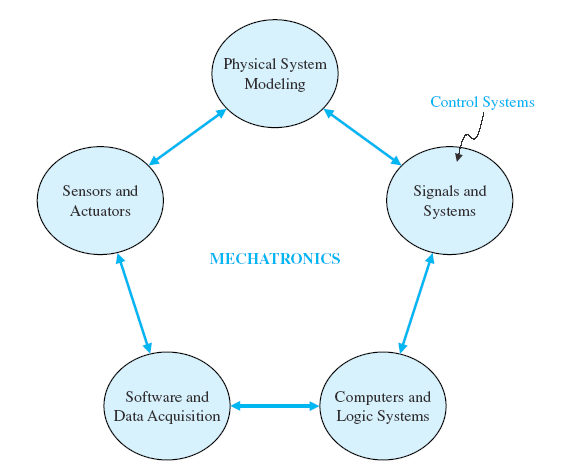 Physical System
Modeling
Control Systems
Sensors and
Actuators
Signals and
Systems
MECHATRONICS
Software and
Data Acquisition
Computers and
Logic Systems